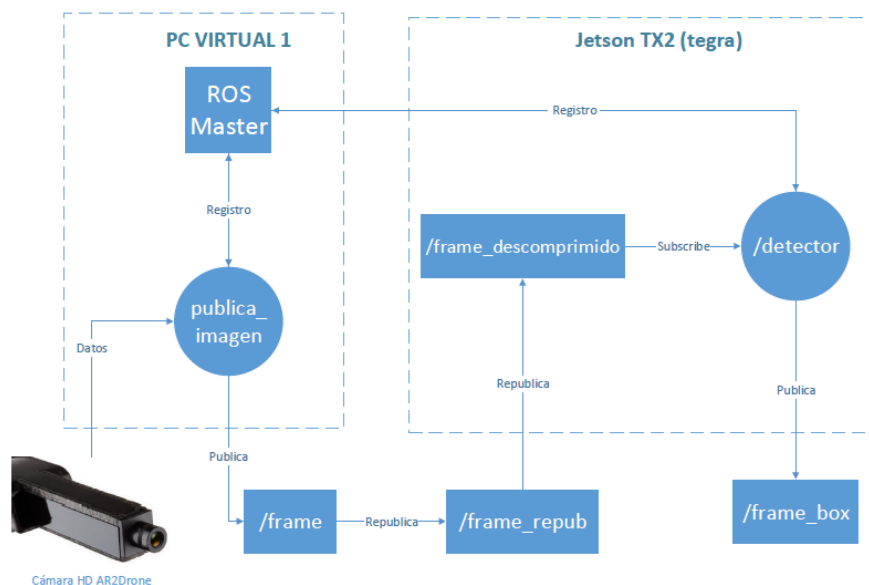 PC VIRTUAL 1
Jetson TX2 (tegra)
ROS
Master
Registro
Registro
/frame_descomprimido
Subscribe
/detector
publica_
imagen
Datos
Republica
Publica
Publica
/frame
Republica
/frame_repub
/frame_box
Cámara HD AR2Drone